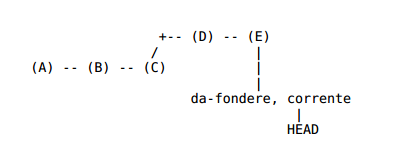 +-- (D) -- (E)
/ |
(A) -- (B) -- (C) |
|
da-fondere, corrente
|
HEAD